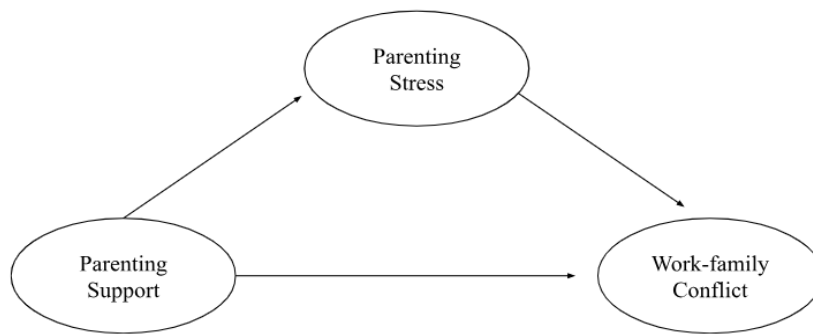 Parenting
Stress
Parenting
Support
Work-family
Conflict